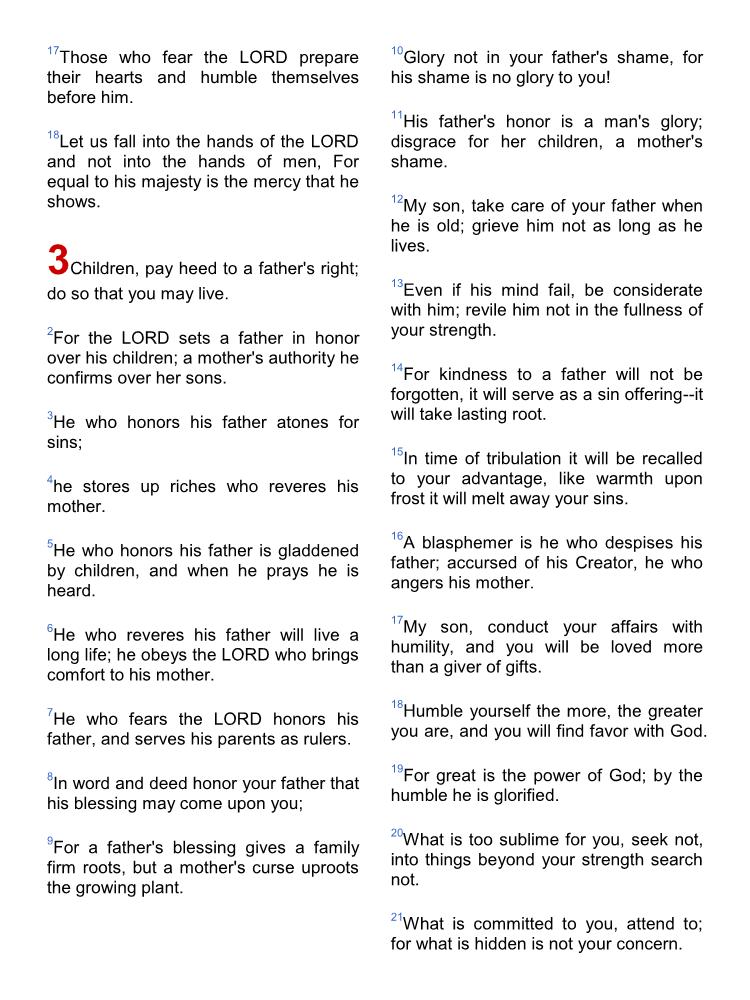 17Those who fear the LORD prepare
their hearts and humble themselves
before him.
18Let us fall into the hands of the LORD
and not into the hands of men, For
equal to his majesty is the mercy that he
shows.
3Children, pay heed to a father's right;
do so that you may live.
2For the LORD sets a father in honor
over his children; a mother's authority he
confirms over her sons.
3He who honors his father atones for
sins;
4he stores up riches who reveres his
mother.
5He who honors his father is gladdened
by children, and when he prays he is
heard.
6He who reveres his father will live a
long life; he obeys the LORD who brings
comfort to his mother.
7He who fears the LORD honors his
father, and serves his parents as rulers.
8In word and deed honor your father that
his blessing may come upon you;
9For a father's blessing gives a family
firm roots, but a mother's curse uproots
the growing plant.
10Glory not in your father's shame, for
his shame is no glory to you!
11His father's honor is a man's glory;
disgrace for her children, a mother's
shame.
12My son, take care of your father when
he is old; grieve him not as long as he
lives.
13Even if his mind fail, be considerate
with him; revile him not in the fullness of
your strength.
14For kindness to a father will not be
forgotten, it will serve as a sin offering--it
will take lasting root.
15In time of tribulation it will be recalled
to your advantage, like warmth upon
frost it will melt away your sins.
16A blasphemer is he who despises his
father; accursed of his Creator, he who
angers his mother.
17My son, conduct your affairs with
humility, and you will be loved more
than a giver of gifts.
18Humble yourself the more, the greater
you are, and you will find favor with God.
19For great is the power of God; by the
humble he is glorified.
20What is too sublime for you, seek not,
into things beyond your strength search
not.
21What is committed to you, attend to;
for what is hidden is not your concern.